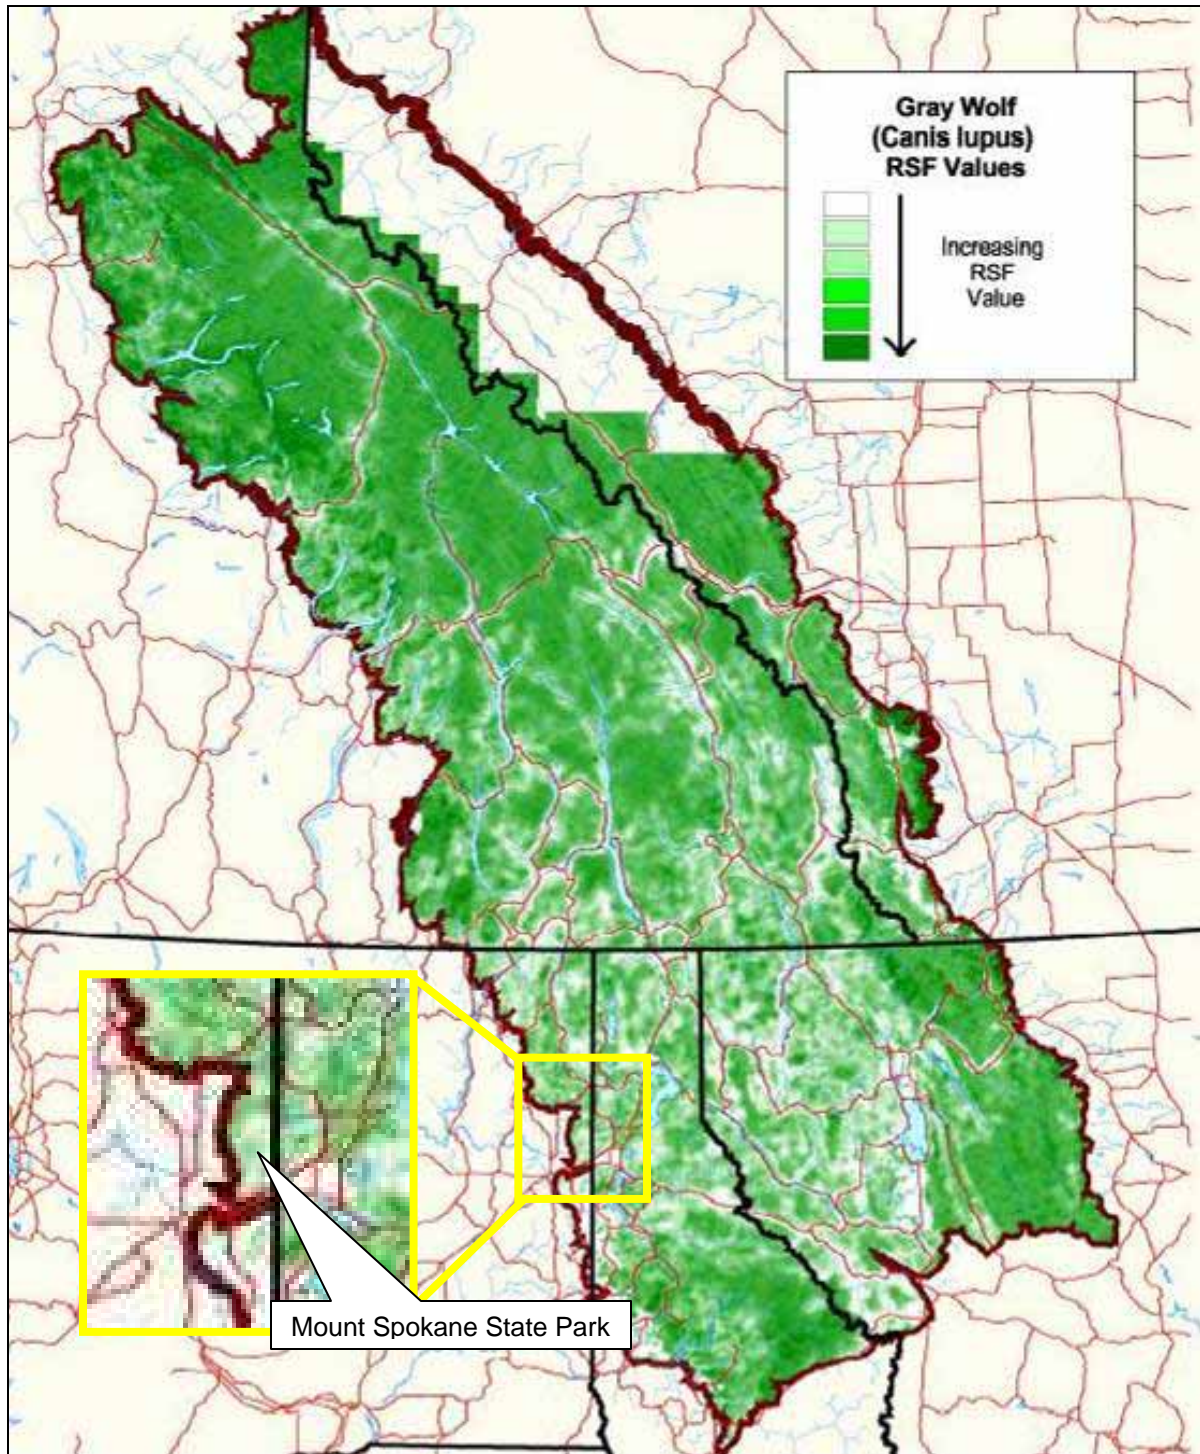 Gray Wolf
(Canis lupus)
RSF Values
Increasing
RSF
Value
Mount Spokane State Park